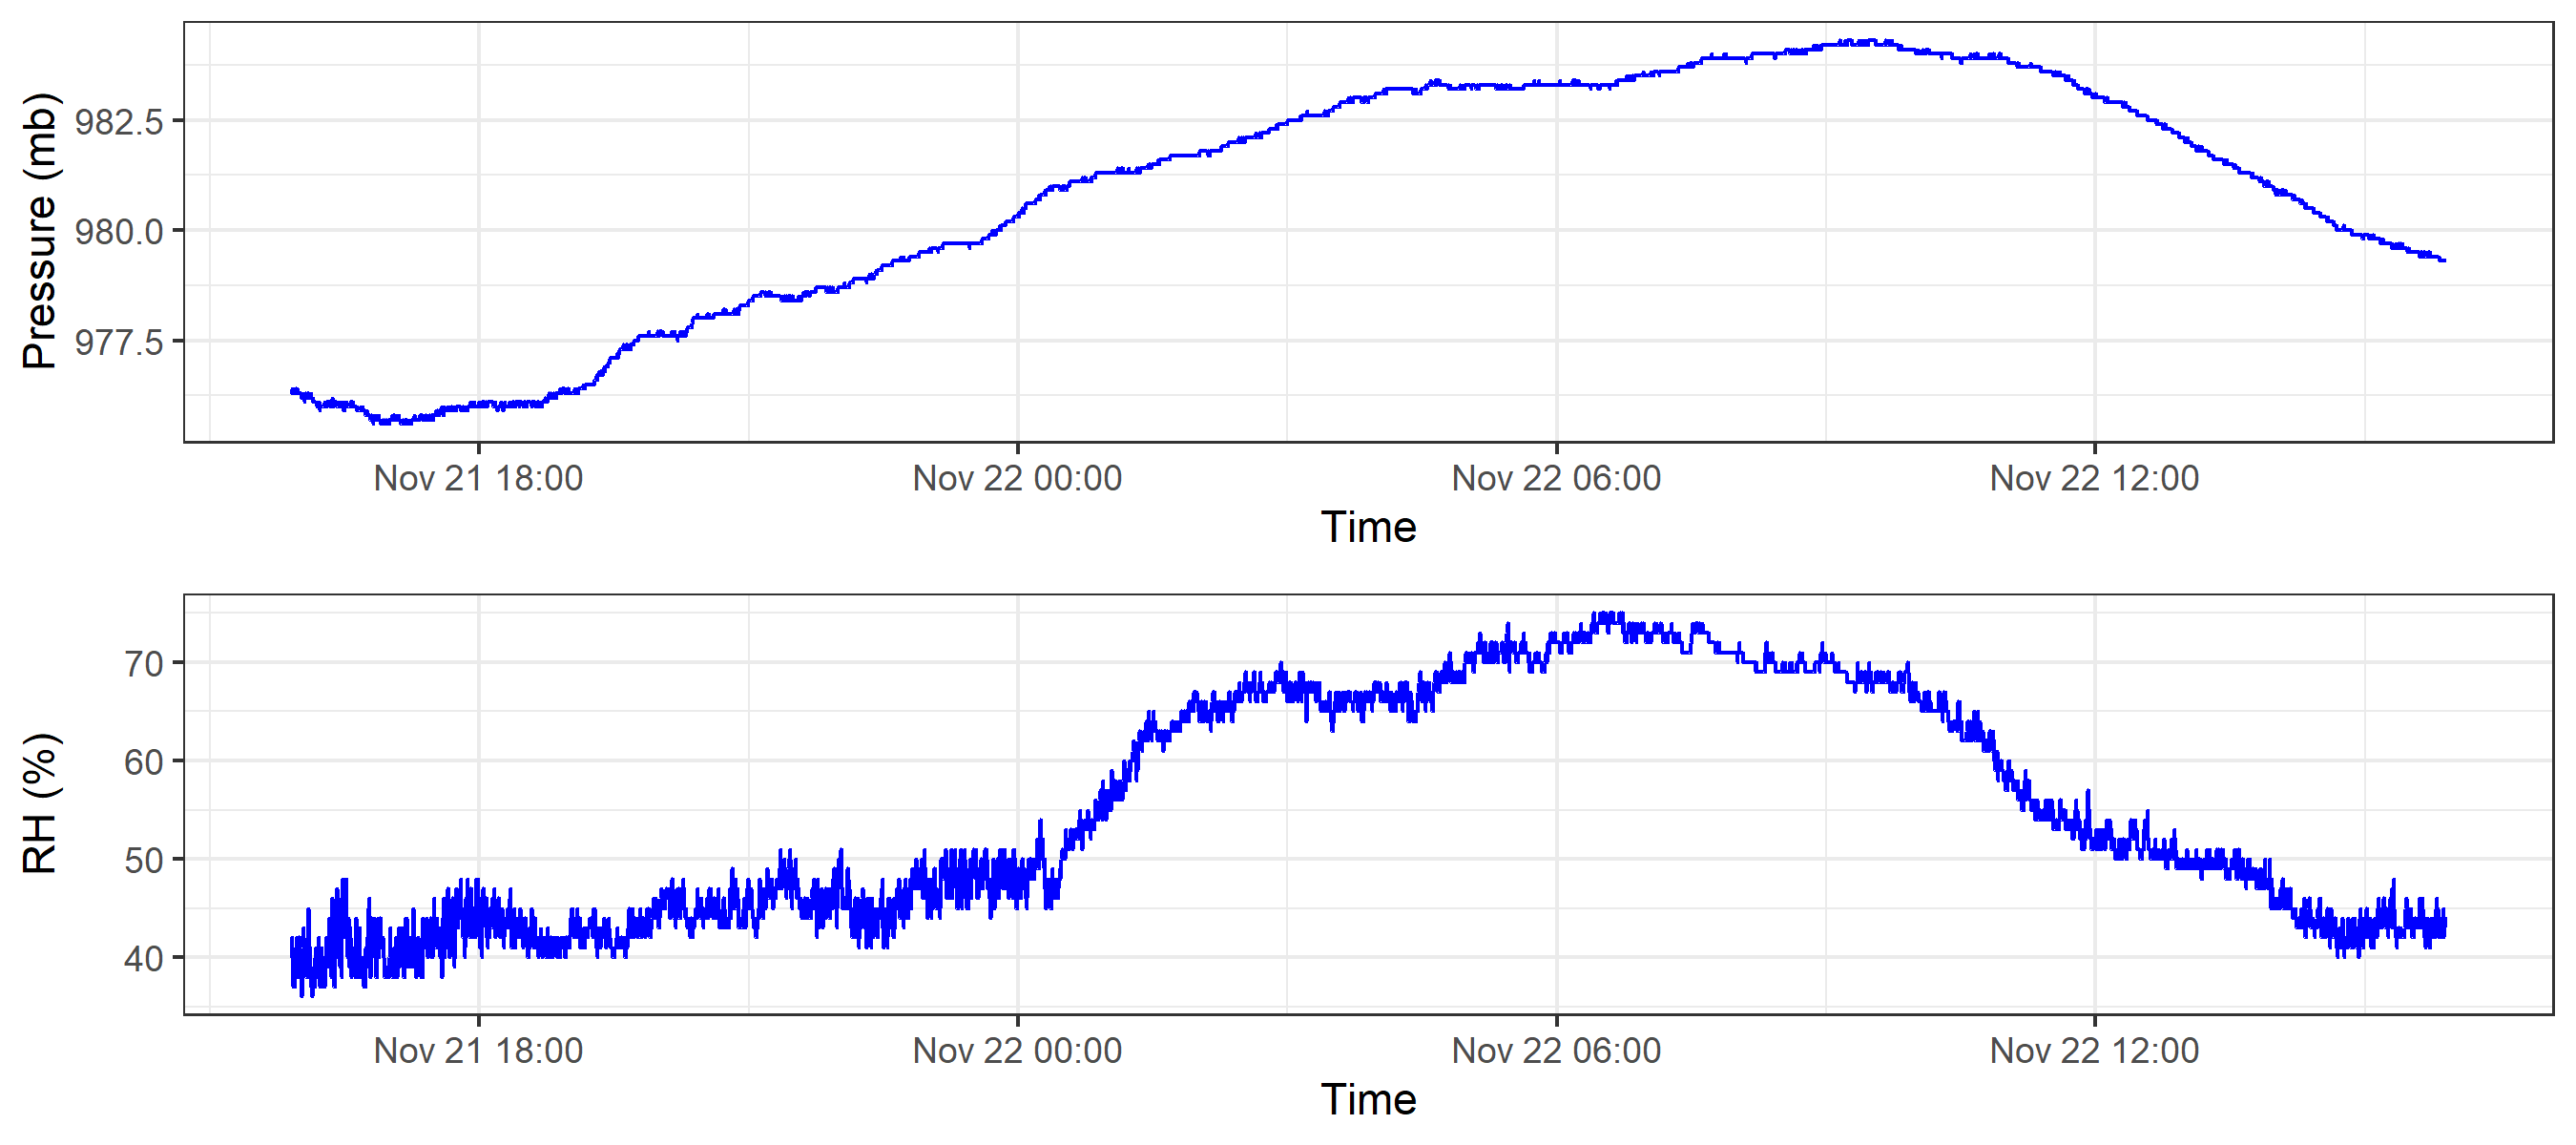 Pressure (mb)
982.5
980.0
977.5
Nov 21 18:00
Nov 22 00:00
Nov 22 06:00
Nov 22 12:00
Time
RH (%)
70
60
50
40
Nov 21 18:00
Nov 22 00:00
Nov 22 06:00
Nov 22 12:00
Time